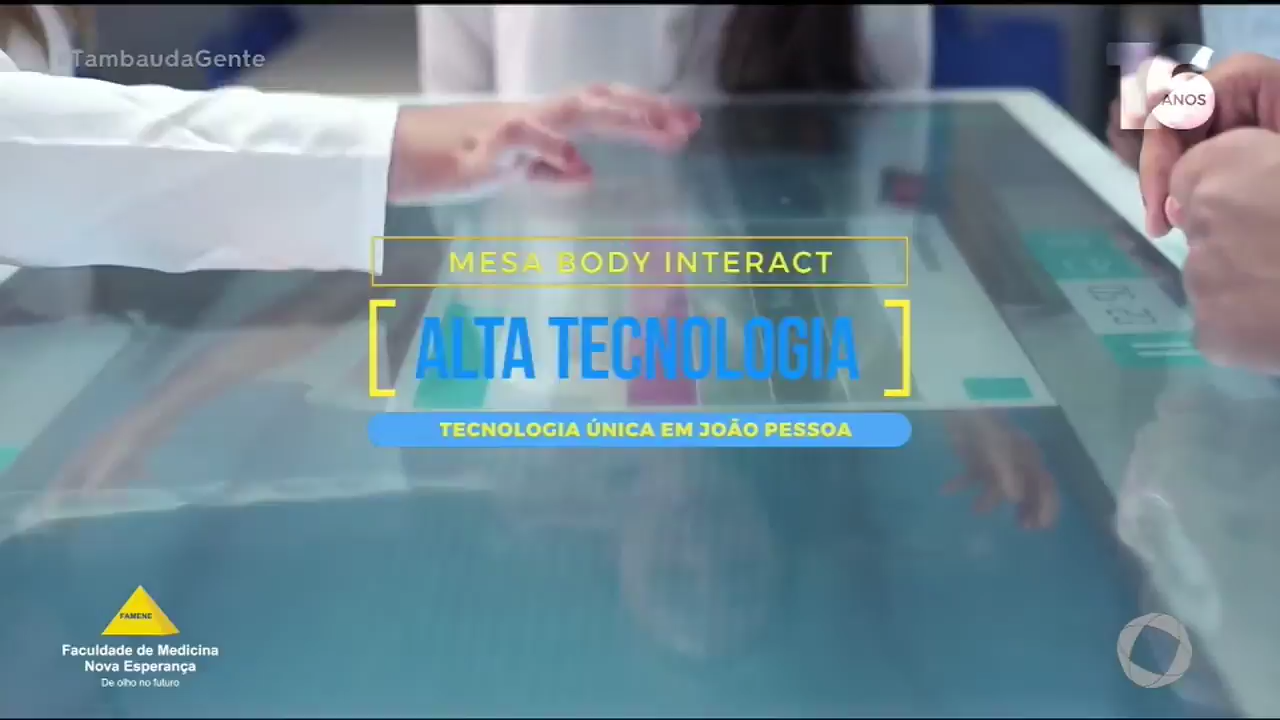 TambaudaGente
15
ANOS
MESA BODY INTERACT
ALTA TECNOLOGIA
TECNOLOGIA ÚNICA EM JOÃO PESSOA
FAMENE
Faculdade de Medicina
Nova Esperança
De olho no futuro